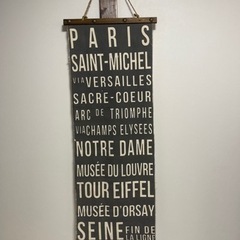 PARIS
SAINT-MICHEL
VIA VERSAILLES
SACRE-COEUR
ARC DE TRIOMPHE
VIA CHAMPS ELYSEES
NOTRE DAME
MUSÉE DU LOUVRE
TOUR EIFFEL
MUSÉE D'ORSAY
SEINE FIN DE
LA LIGNE